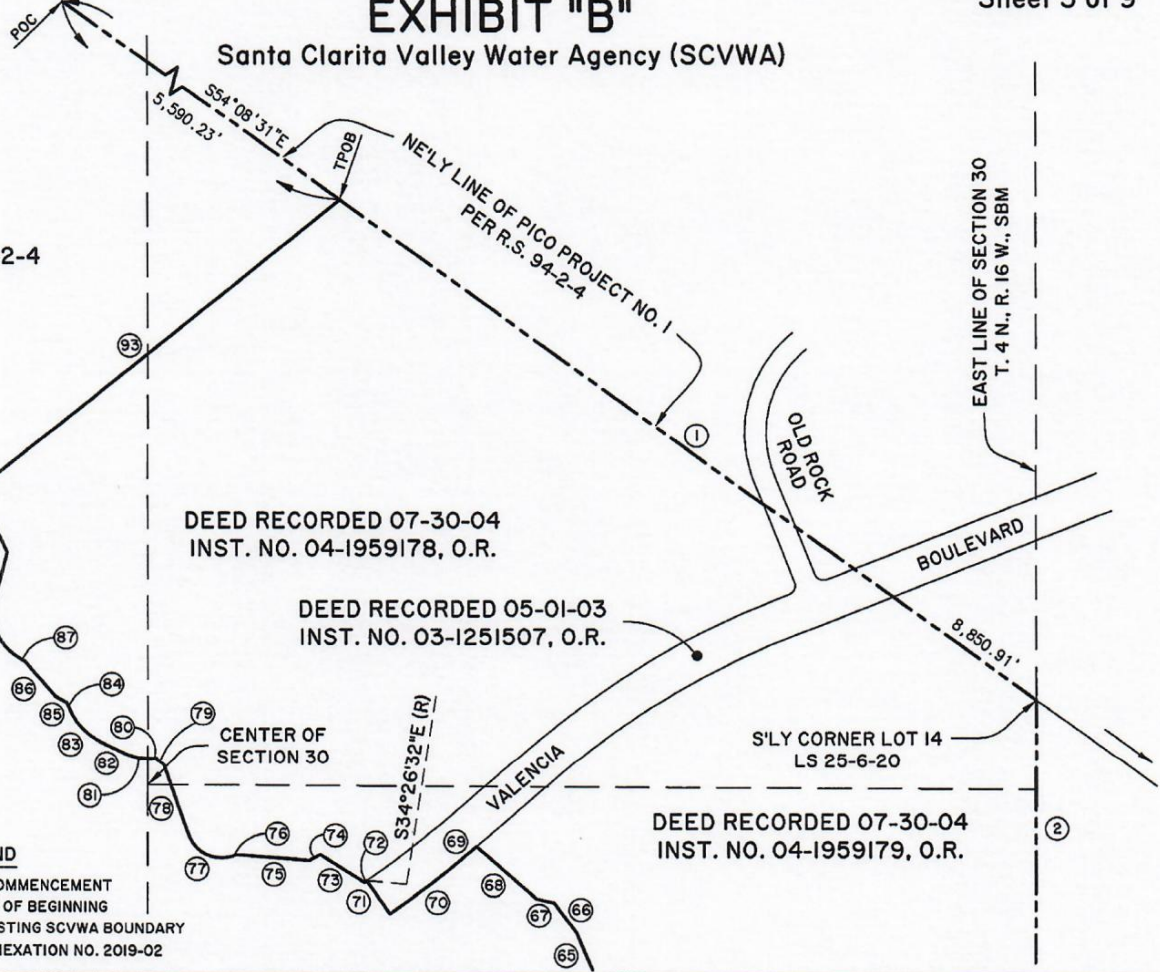 EXHIBIT "B"
Santa Clarita Valley Water Agency (SCVWA)
POC
S54°08'31"E
5,590.23'
TPOB
NE'LY LINE OF PICO PROJECT NO. 1
PER R.S. 94-2-4
EAST LINE OF SECTION 30
T. 4 N., R. 16 W., SBM
2-4
93
1
OLD ROCK
ROAD
DEED RECORDED 07-30-04
INST. NO. 04-1959178, O.R.
BOULEVARD
DEED RECORDED 05-01-03
INST. NO. 03-1251507, O.R.
8,850.91'
87
86
84
85
83
80
79
82
81
CENTER OF
SECTION 30
S34°26'32"E (R)
VALENCIA
S'LY CORNER LOT 14
LS 25-6-20
78
76
74
72
69
77
75
73
71
70
68
67
66
65
DEED RECORDED 07-30-04
INST. NO. 04-1959179, O.R.
2
ND
OMMENCEMENT
OF BEGINNING
STING SCVWA BOUNDARY
NEXATION NO. 2019-02